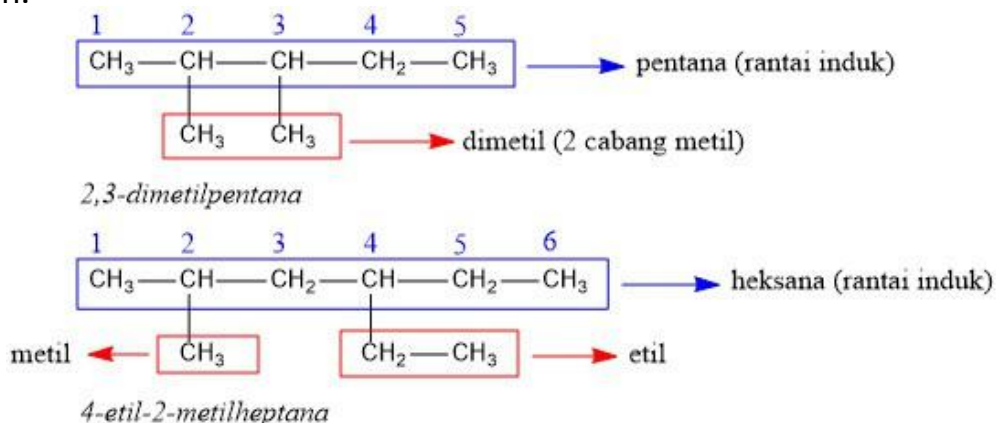 n.
1 2 3 4 5
CH3—CH—CH—CH2—CH3 pentana (rantai induk)
CH3 CH3 dimetil (2 cabang metil)
2,3-dimetilpentana
1 2 3 4 5 6
CH3—CH—CH2—CH—CH2—CH3 heksana (rantai induk)
metil CH3 CH2—CH3 etil
4-etil-2-metilheptana